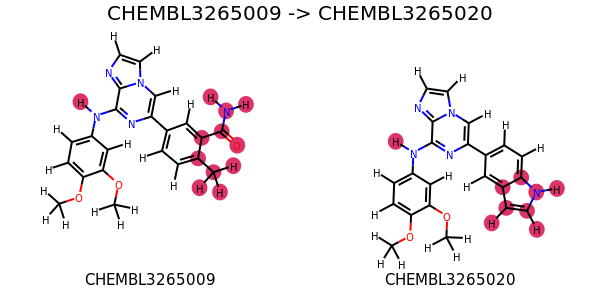 CHEMBL3265009 -> CHEMBL3265020
H H H H N N N N H N H H H N H O H H H H H H H H O O H H H H H H
H H H N N N N H N H H H H N H H H H H H O O H H H H H H
CHEMBL3265009
CHEMBL3265020